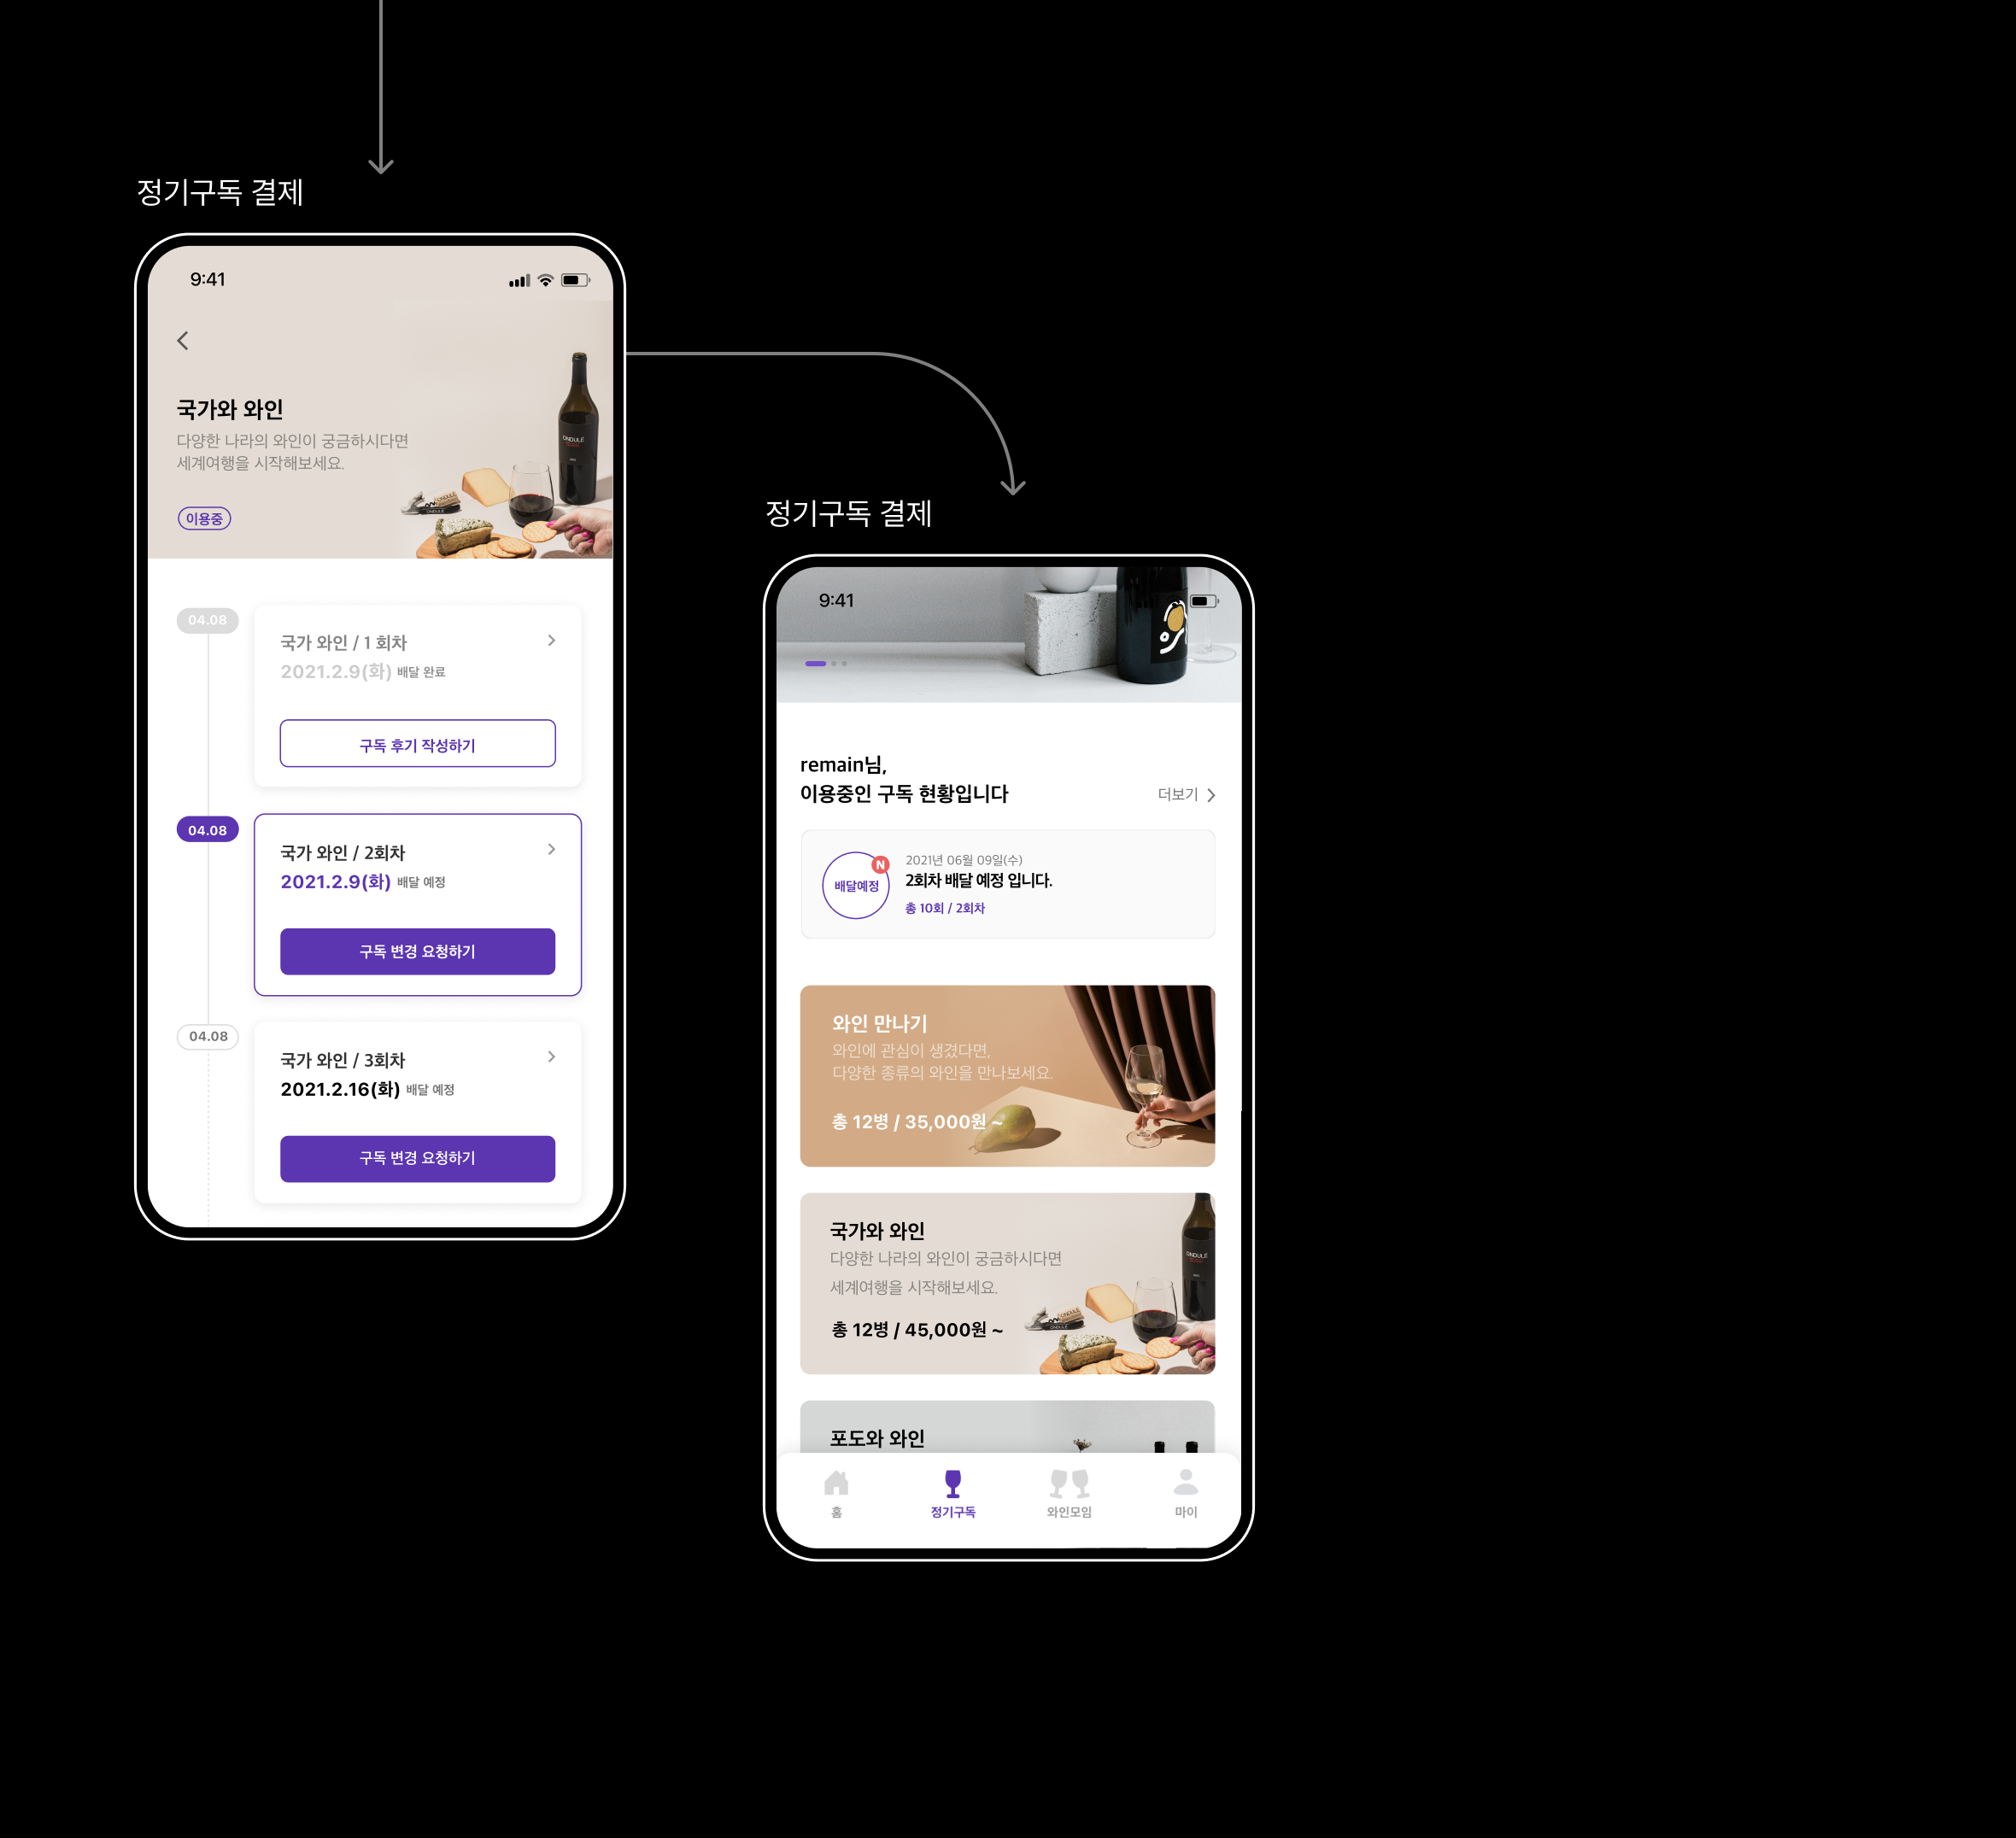 정기구독 결제
9:41
국가와 와인
다양한 나라의 와인이 궁금하시다면
세계여행을 시작해보세요.
이용중
ONDULÉ
04.08
국가 와인 / 1 회차
2021.2.9(화) 배달 완료
구독 후기 작성하기
04.08
국가 와인 / 2회차
2021.2.9(화) 배달 예정
구독 변경 요청하기
04.08
국가 와인 / 3회차
2021.2.16(화) 배달 예정
구독 변경 요청하기
정기구독 결제
9:41
remain님,
이용중인 구독 현황입니다
더보기
배달예정
N
2021년 06월 09일(수)
2회차 배달 예정 입니다.
총 10회 / 2회차
와인 만나기
와인에 관심이 생겼다면,
다양한 종류의 와인을 만나보세요.
총 12병 / 35,000원 ~
국가와 와인
다양한 나라의 와인이 궁금하시다면
세계여행을 시작해보세요.
총 12병 / 45,000원 ~
ONDULÉ
포도와 와인
홈
정기구독
와인모임
마이